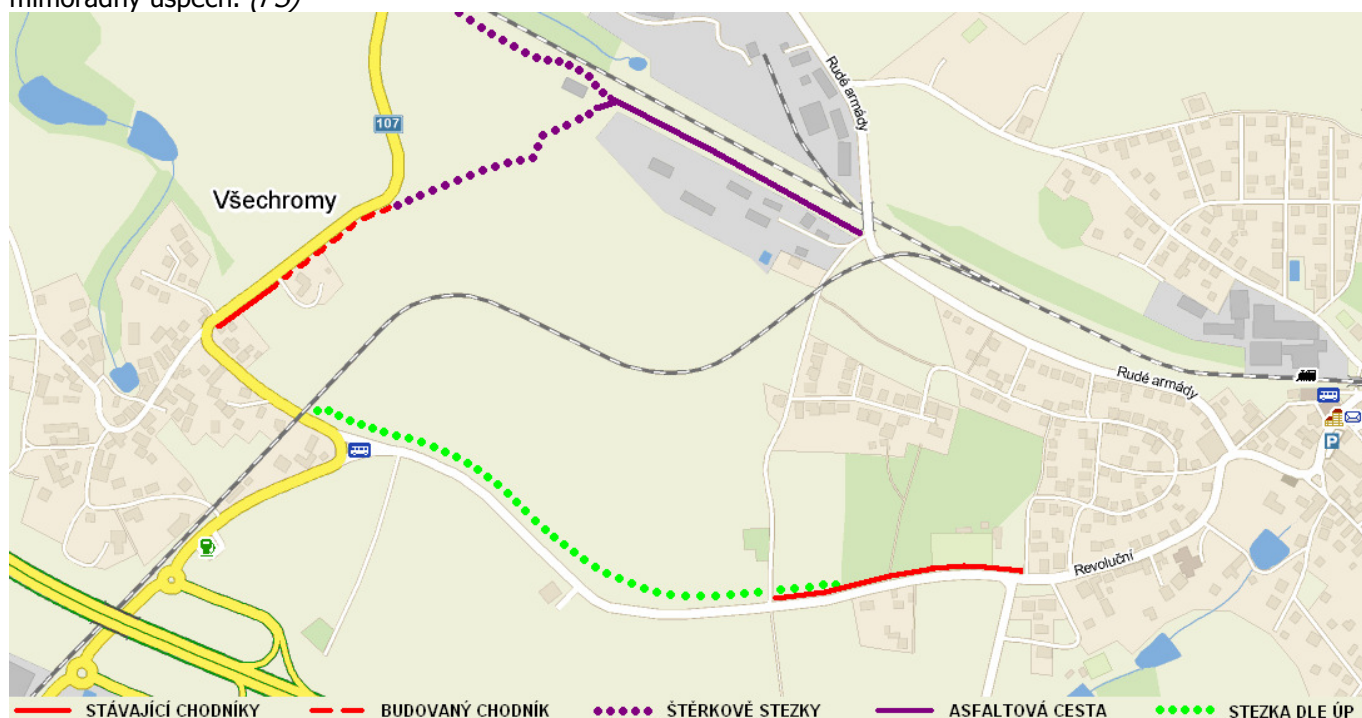 mimořádný úspěch. (PS)
Rudé armády
107
Všechromy
Rudé armády
Revoluční
P
STÁVAJÍCÍ CHODNÍKY BUDOVANÝ CHODNÍK ŠTĚRKOVÉ STEZKY ASFALTOVÁ CESTA STEZKA DLE ÚP